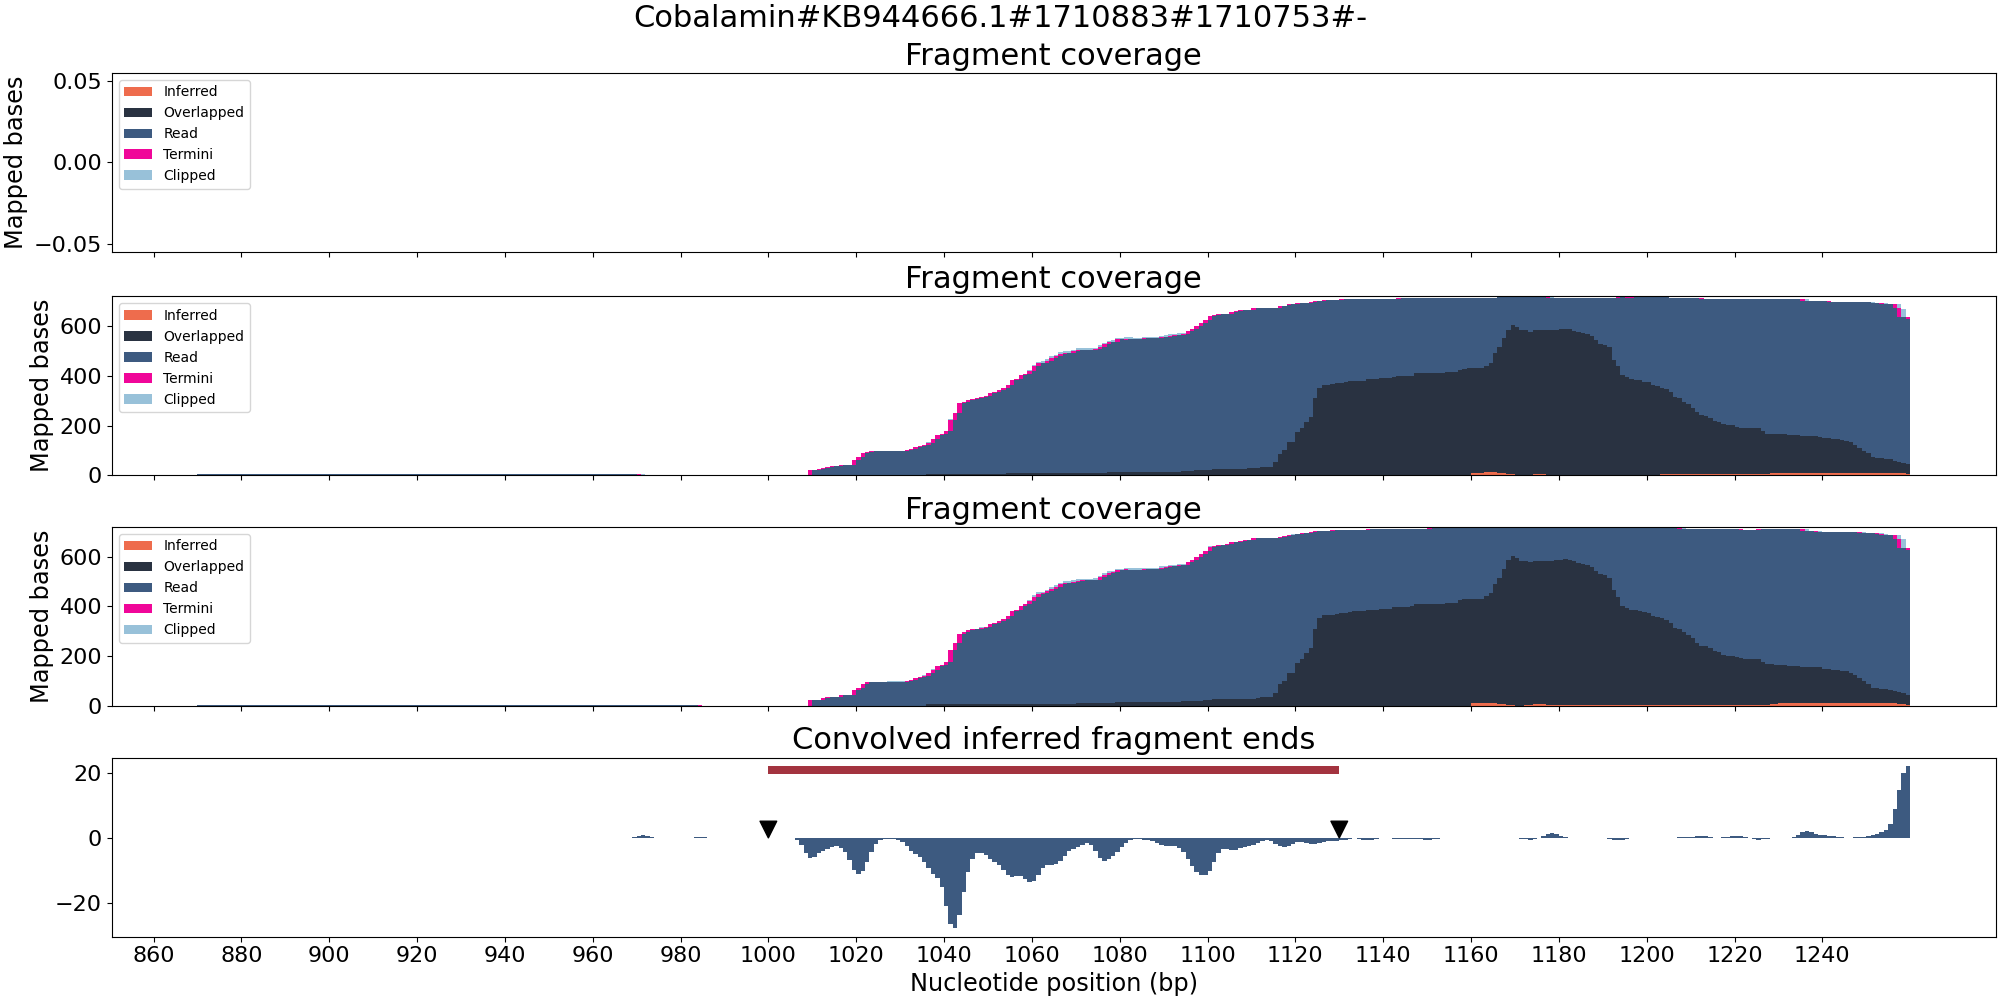 Cobalamin#KB944666.1#1710883#1710753#-
Fragment coverage
Mapped bases
0.05
0.00
−0.05
Inferred
Overlapped
Read
Termini
Clipped
Fragment coverage
Mapped bases
600
400
200
0
Inferred
Overlapped
Read
Termini
Clipped
Fragment coverage
Mapped bases
600
400
200
0
Inferred
Overlapped
Read
Termini
Clipped
Convolved inferred fragment ends
20
0
−20
860 880 900 920 940 960 980 1000 1020 1040 1060 1080 1100 1120 1140 1160 1180 1200 1220 1240
Nucleotide position (bp)